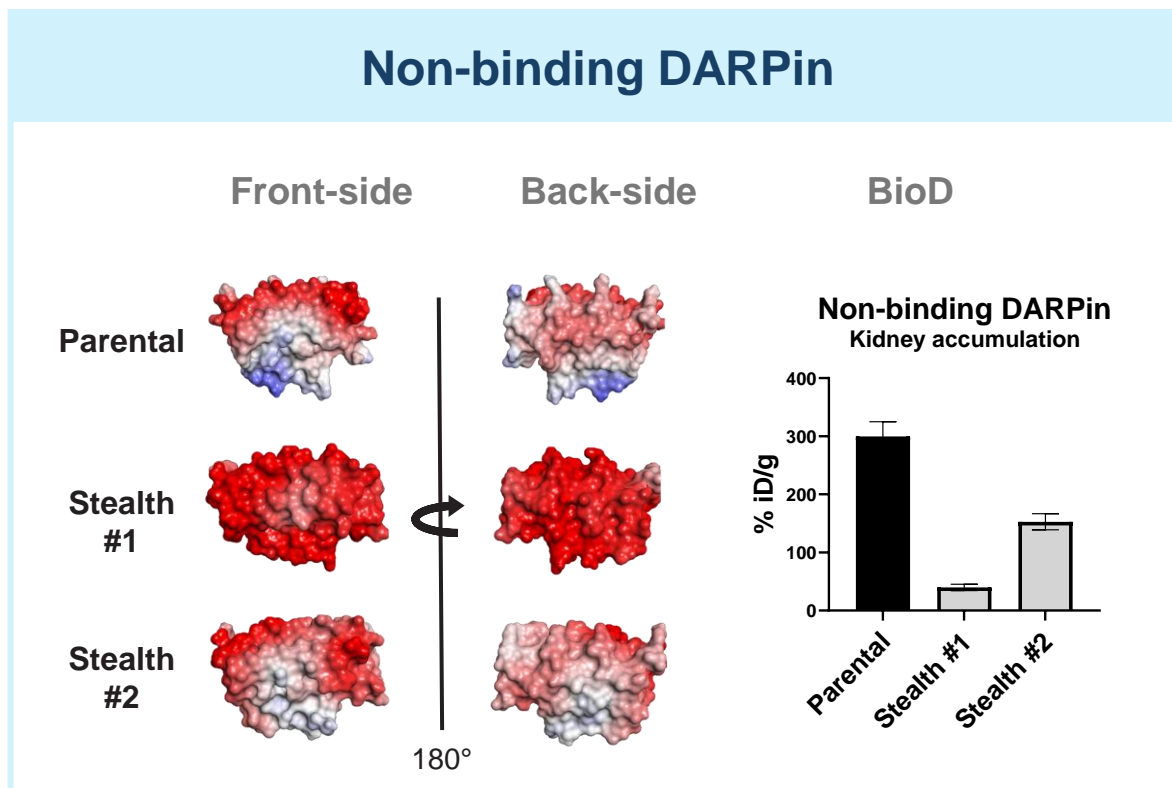 Non-binding DARPin
Front-side
Back-side
BioD
Parental
Stealth
#1
Stealth
#2
180°
Non-binding DARPin
Kidney accumulation
% iD/g
400
300
200
100
0
Parental
Stealth #1
Stealth #2